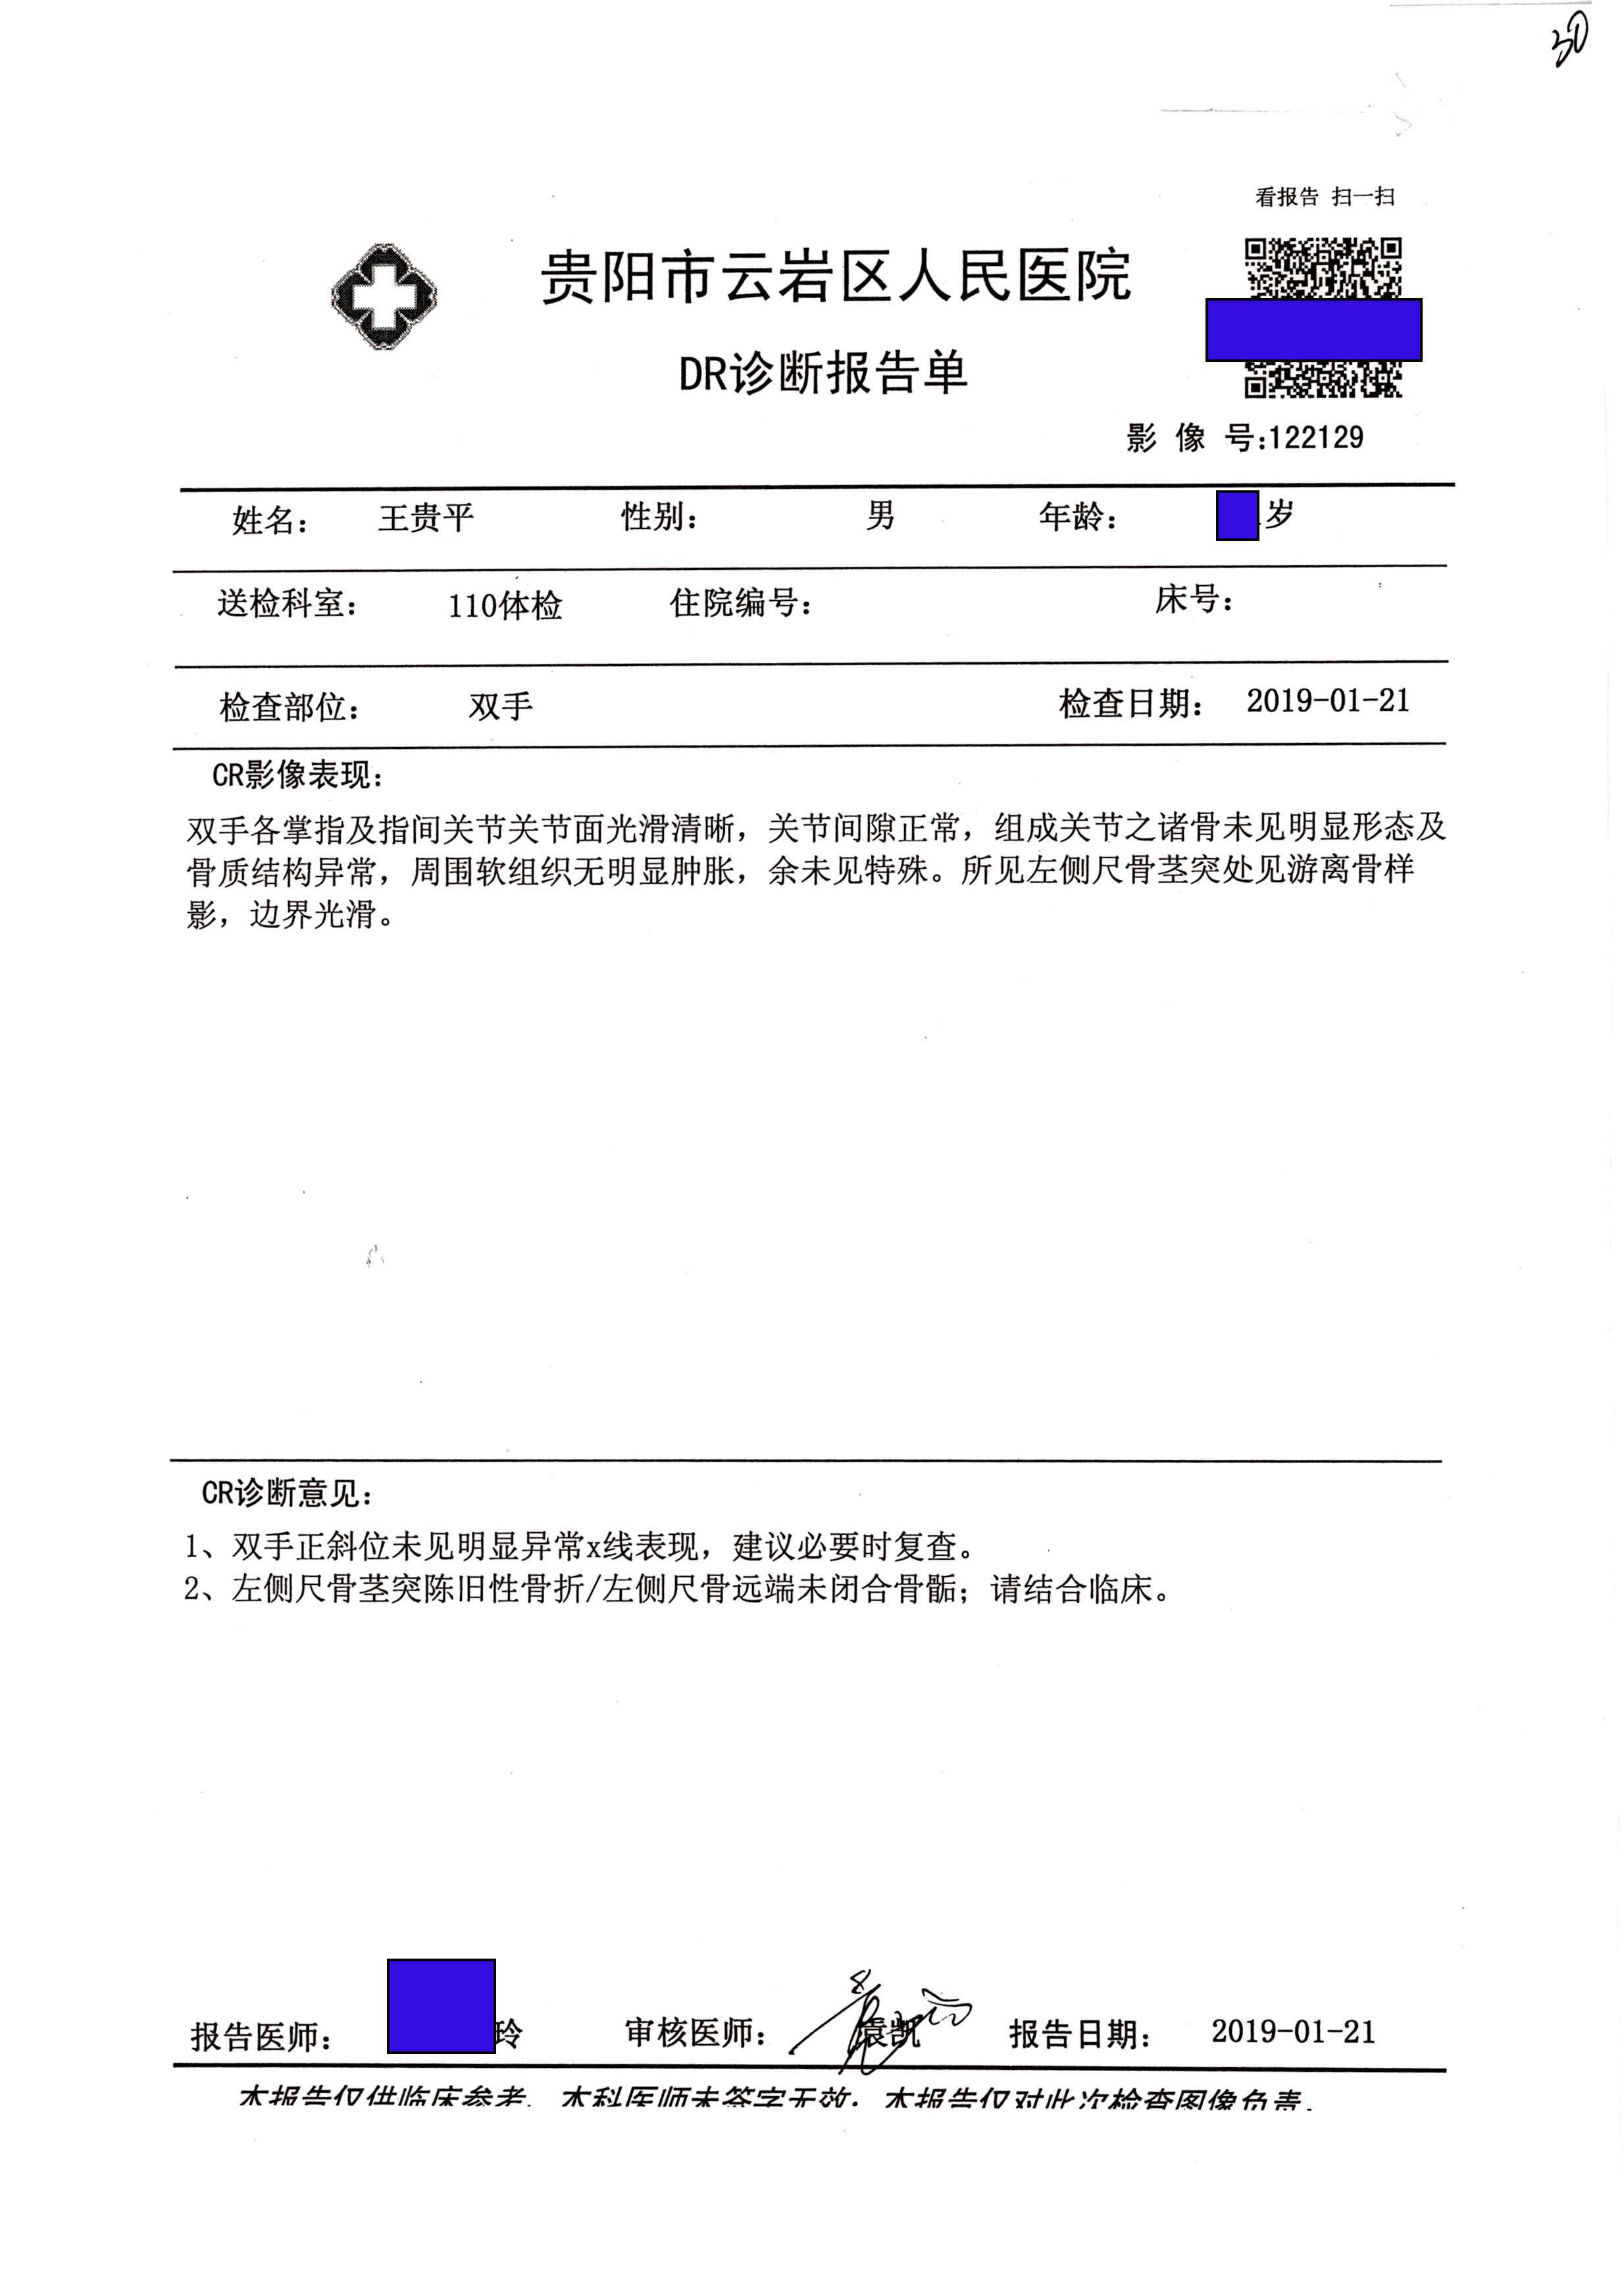 30
看报告 扫一扫
贵阳市云岩区人民医院
DR诊断报告单
影 像 号:122129
姓名: 王贵平 性别: 男 年龄: 岁
送检科室: 110体检 住院编号: 床号:
检查部位: 双手 检查日期: 2019-01-21
CR影像表现:
双手各掌指及指间关节关节面光滑清晰，关节间隙正常，组成关节之诸骨未见明显形态及
骨质结构异常，周围软组织无明显肿胀，余未见特殊。所见左侧尺骨茎突处见游离骨样
影，边界光滑。
CR诊断意见:
1、双手正斜位未见明显异常x线表现，建议必要时复查。
2、左侧尺骨茎突陈旧性骨折/左侧尺骨远端未闭合骨骺；请结合临床。
报告医师: 玲 审核医师: 袁凯 报告日期: 2019-01-21
本报告仅供临床参考，本科医师未签字无效；本报告仅对此次检查图像负责。